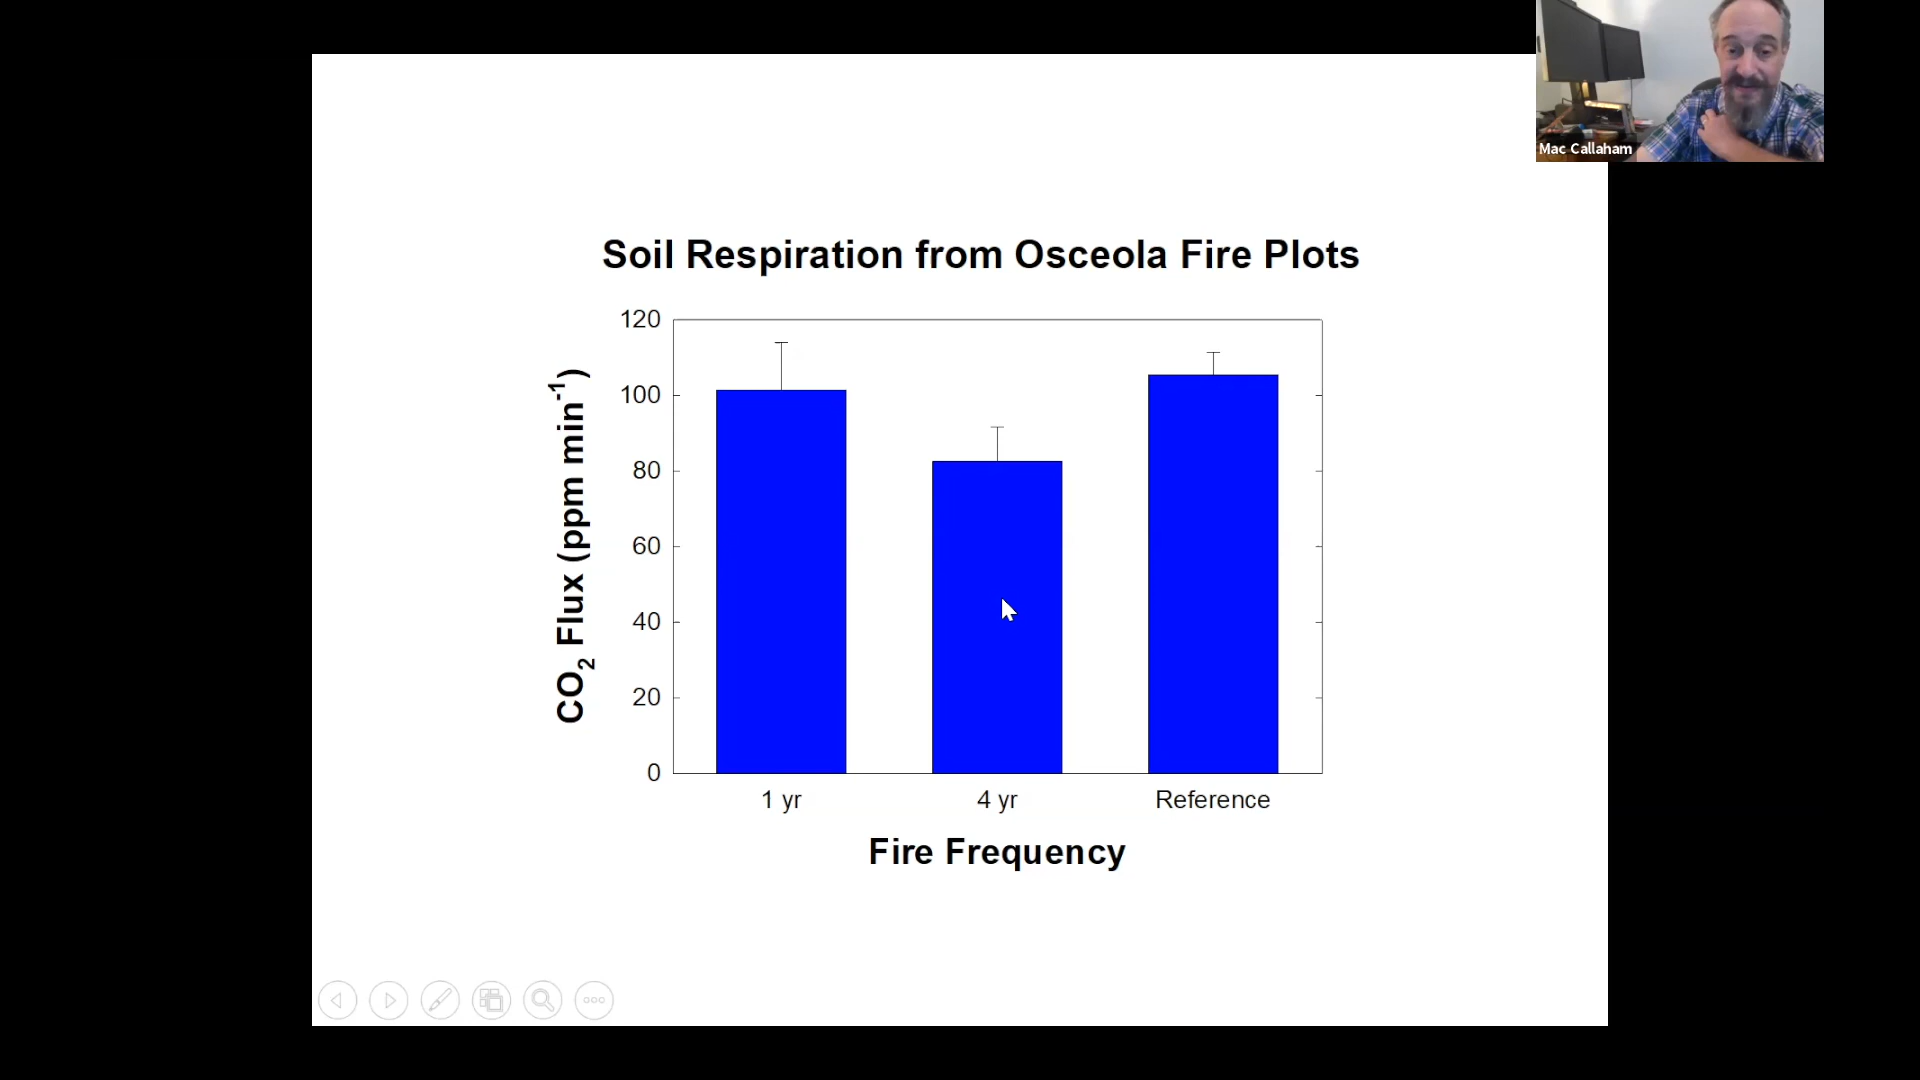 Mac Callaham
Soil Respiration from Osceola Fire Plots
CO2 Flux (ppm min-1)
120
100
80
60
40
20
0
1 yr 4 yr Reference
Fire Frequency